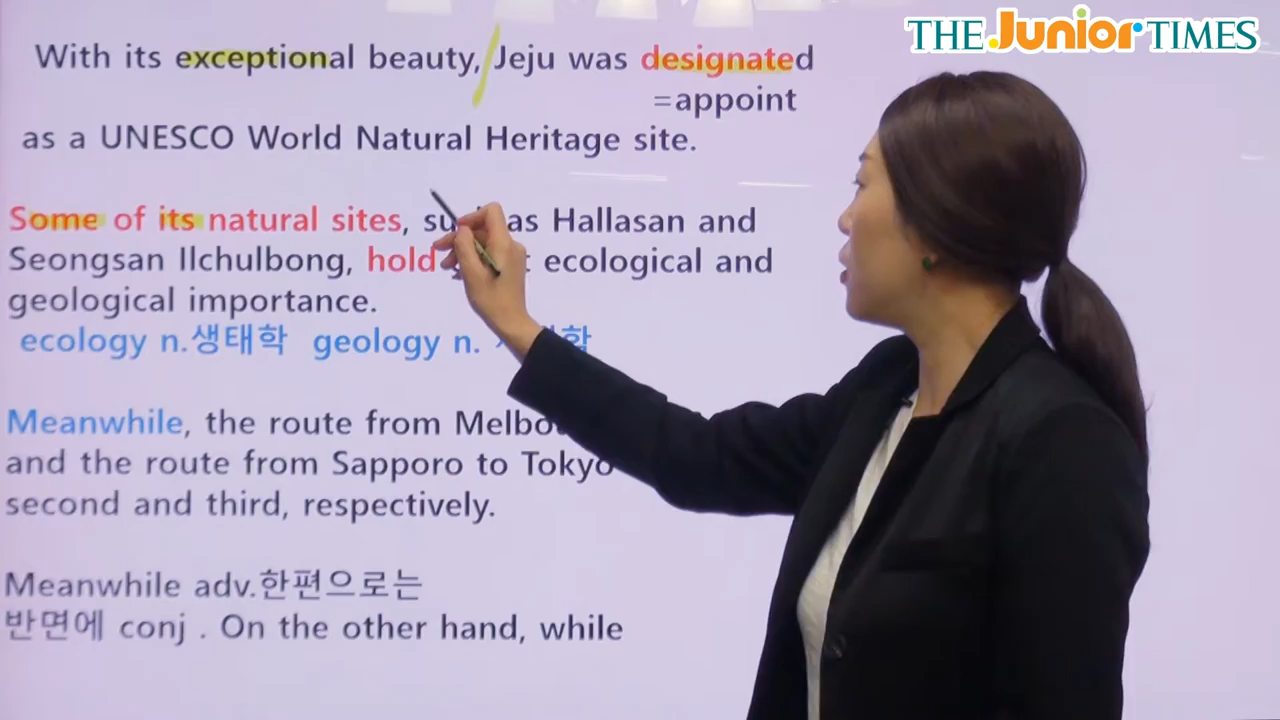 THE Junior TIMES
With its exceptional beauty, Jeju was designated
=appoint
as a UNESCO World Natural Heritage site.
Some of its natural sites, as Hallasan and
Seongsan Ilchulbong, hold ecological and
geological importance.
ecology n.생태학 geology n.
Meanwhile, the route from
and the route from Sapporo to Tokyo
second and third, respectively.
Meanwhile adv.한편으로는
반면에 conj . On the other hand, while